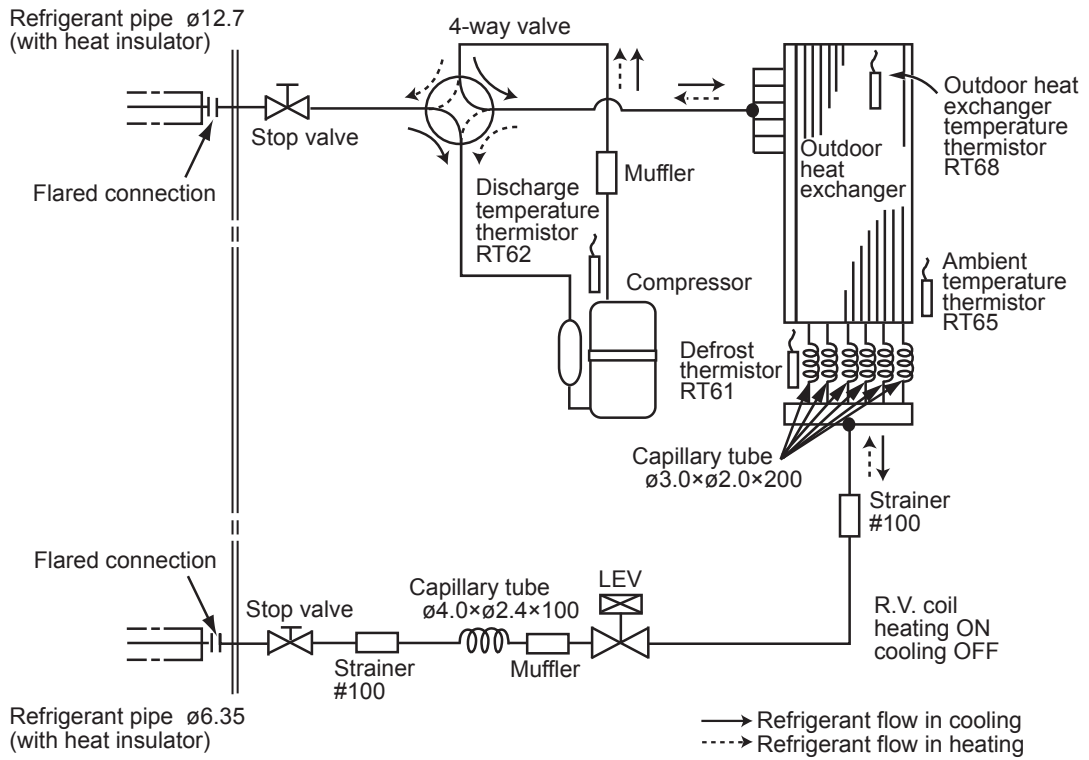 Refrigerant pipe ø12.7
(with heat insulator)
4-way valve
Stop valve
Flared connection
Discharge
temperature
thermistor
RT62
Muffler
Compressor
Outdoor
heat
exchanger
Outdoor heat
exchanger
temperature
thermistor
RT68
Ambient
temperature
thermistor
RT65
Defrost
thermistor
RT61
Capillary tube
ø3.0×ø2.0×200
Strainer
#100
Flared connection
Stop valve
Strainer
#100
Capillary tube
ø4.0×ø2.4×100
Muffler
LEV
R.V. coil
heating ON
cooling OFF
Refrigerant pipe ø6.35
(with heat insulator)
Refrigerant flow in cooling
Refrigerant flow in heating